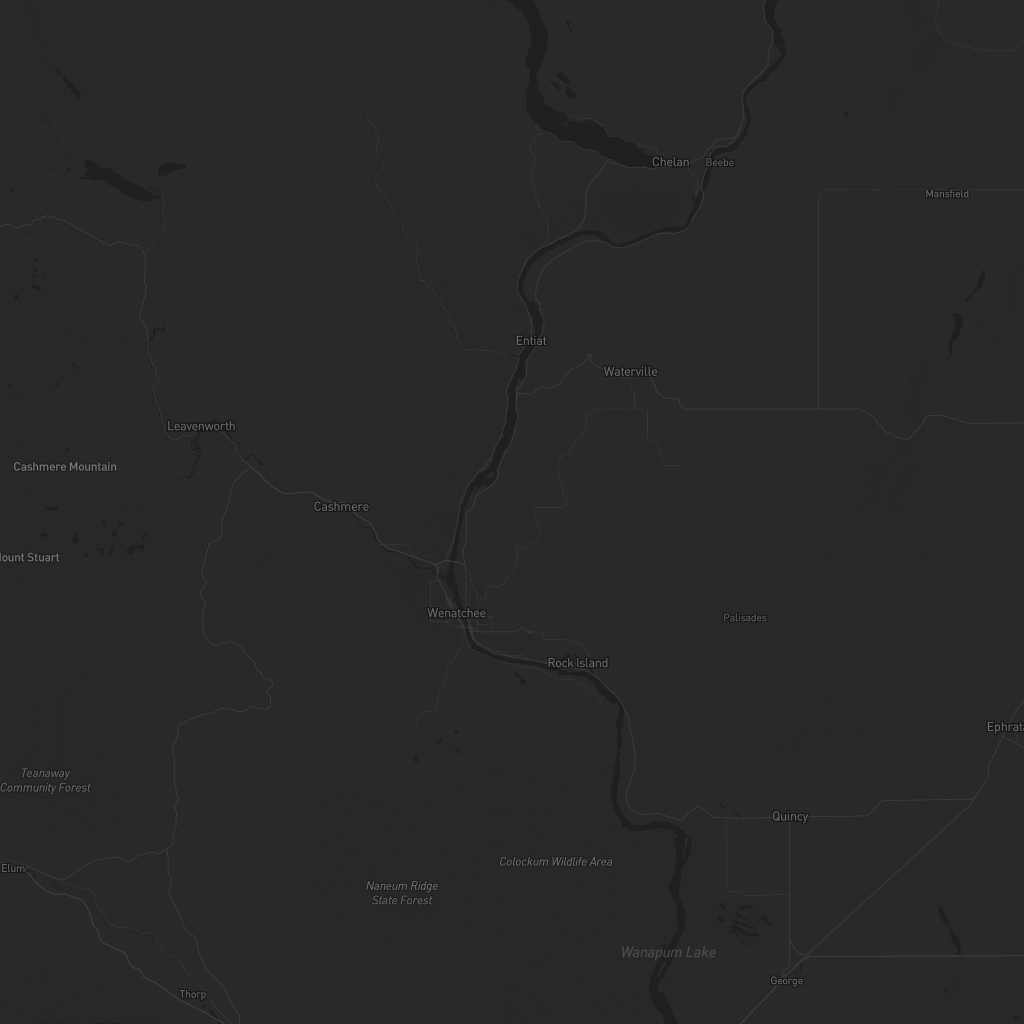 Chelan
Beebe
Mansfield
Entiat
Waterville
Leavenworth
Cashmere Mountain
Cashmere
Mount Stuart
Wenatchee
Palisades
Rock Island
Ephrata
Teanaway
Community Forest
Quincy
Colockum Wildlife Area
Elum
Naneum Ridge
State Forest
Wanapum Lake
George
Thorp